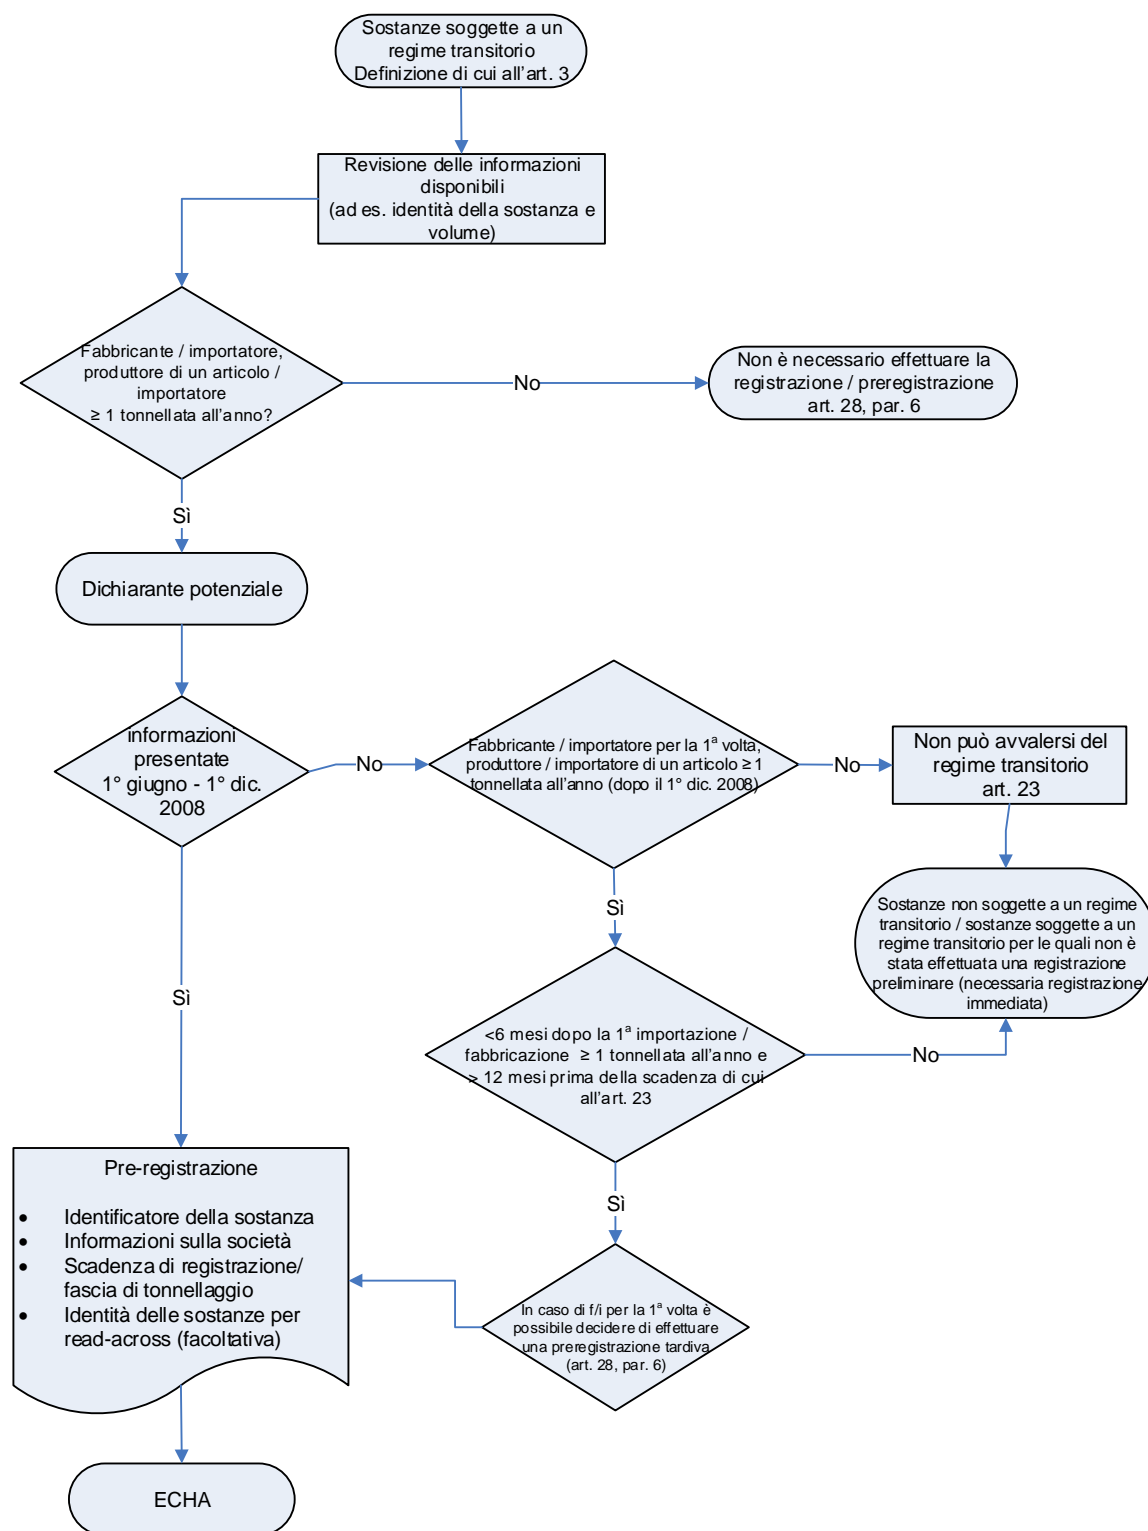 Sostanze soggette a un
regime transitorio
Definizione di cui all'art. 3
Revisione delle informazioni
disponibili
(ad es. identità della sostanza e
volume)
Fabbricante / importatore,
produttore di un articolo /
importatore
≥ 1 tonnellata all'anno?
No
Non è necessario effettuare la
registrazione / preregistrazione
art. 28, par. 6
Sì
Dichiarante potenziale
informazioni
presentate
1° giugno - 1° dic.
2008
No
Fabbricante / importatore per la 1ª volta,
produttore / importatore di un articolo ≥ 1
tonnellata all'anno (dopo il 1° dic. 2008)
No
Non può avvalersi del
regime transitorio
art. 23
Sì
Sostanze non soggette a un regime
transitorio / sostanze soggette a un
regime transitorio per le quali non è
stata effettuata una registrazione
preliminare (necessaria registrazione
immediata)
Sì
<6 mesi dopo la 1ª importazione /
fabbricazione ≥ 1 tonnellata all'anno e
> 12 mesi prima della scadenza di cui
all'art. 23
No
Sì
Pre-registrazione
• Identificatore della sostanza
• Informazioni sulla società
• Scadenza di registrazione/
fascia di tonnellaggio
• Identità delle sostanze per
read-across (facoltativa)
In caso di f/i per la 1ª volta è
possibile decidere di effettuare
una preregistrazione tardiva
(art. 28, par. 6)
ECHA